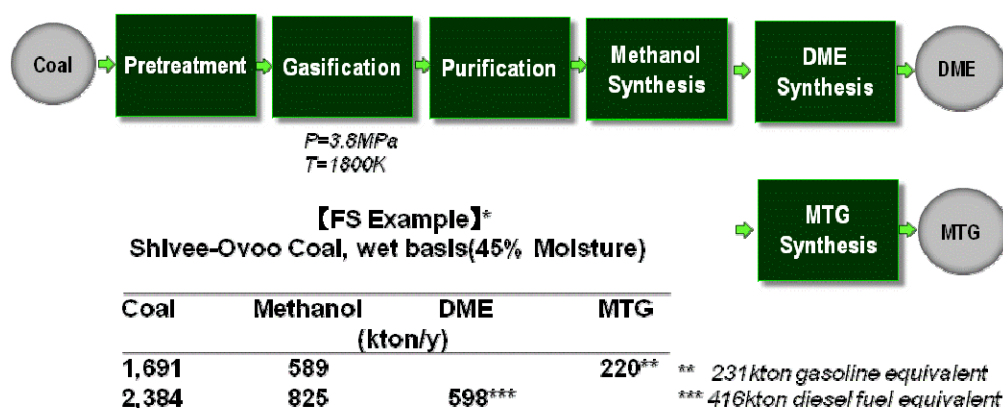 Coal
Pretreatment
Gasification
Purification
Methanol
Synthesis
DME
Synthesis
DME
P=3.8MPa
T=1800K
【FS Example】*
Shivee-Ovoo Coal, wet basis(45% Moisture)
MTG
Synthesis
MTG
Coal Methanol DME MTG
(kton/y)
1,691 589 220**
2,384 825 598***
** 231kton gasoline equivalent
*** 416kton diesel fuel equivalent